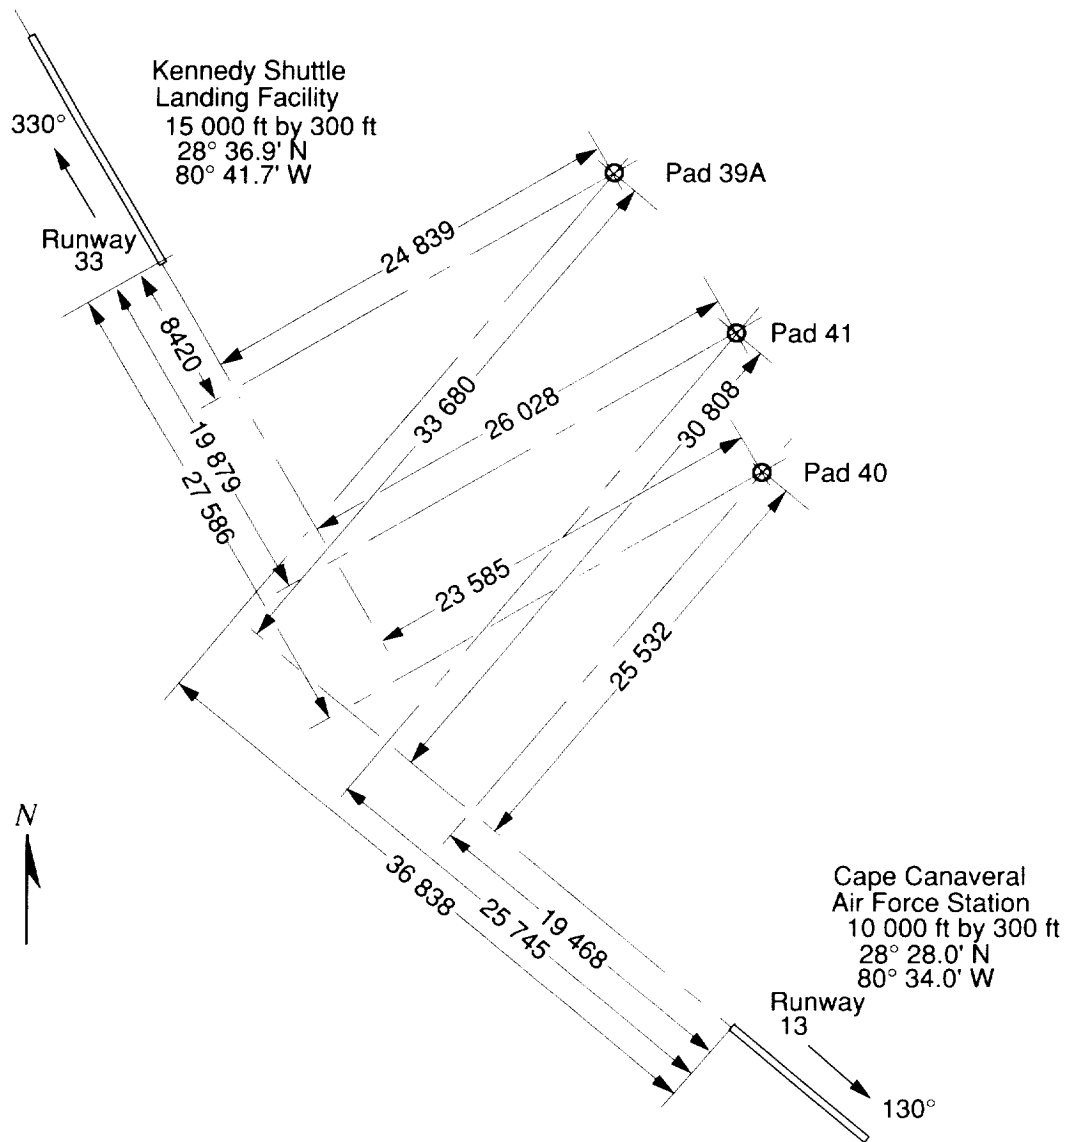 Kennedy Shuttle
Landing Facility
15 000 ft by 300 ft
28° 36.9' N
80° 41.7' W
330°
Runway
33
Pad 39A
24 839
8420
19 879
27 586
33 680
26 028
30 808
Pad 41
Pad 40
23 585
25 532
N
36 838
25 745
19 468
Cape Canaveral
Air Force Station
10 000 ft by 300 ft
28° 28.0' N
80° 34.0' W
Runway
13
130°